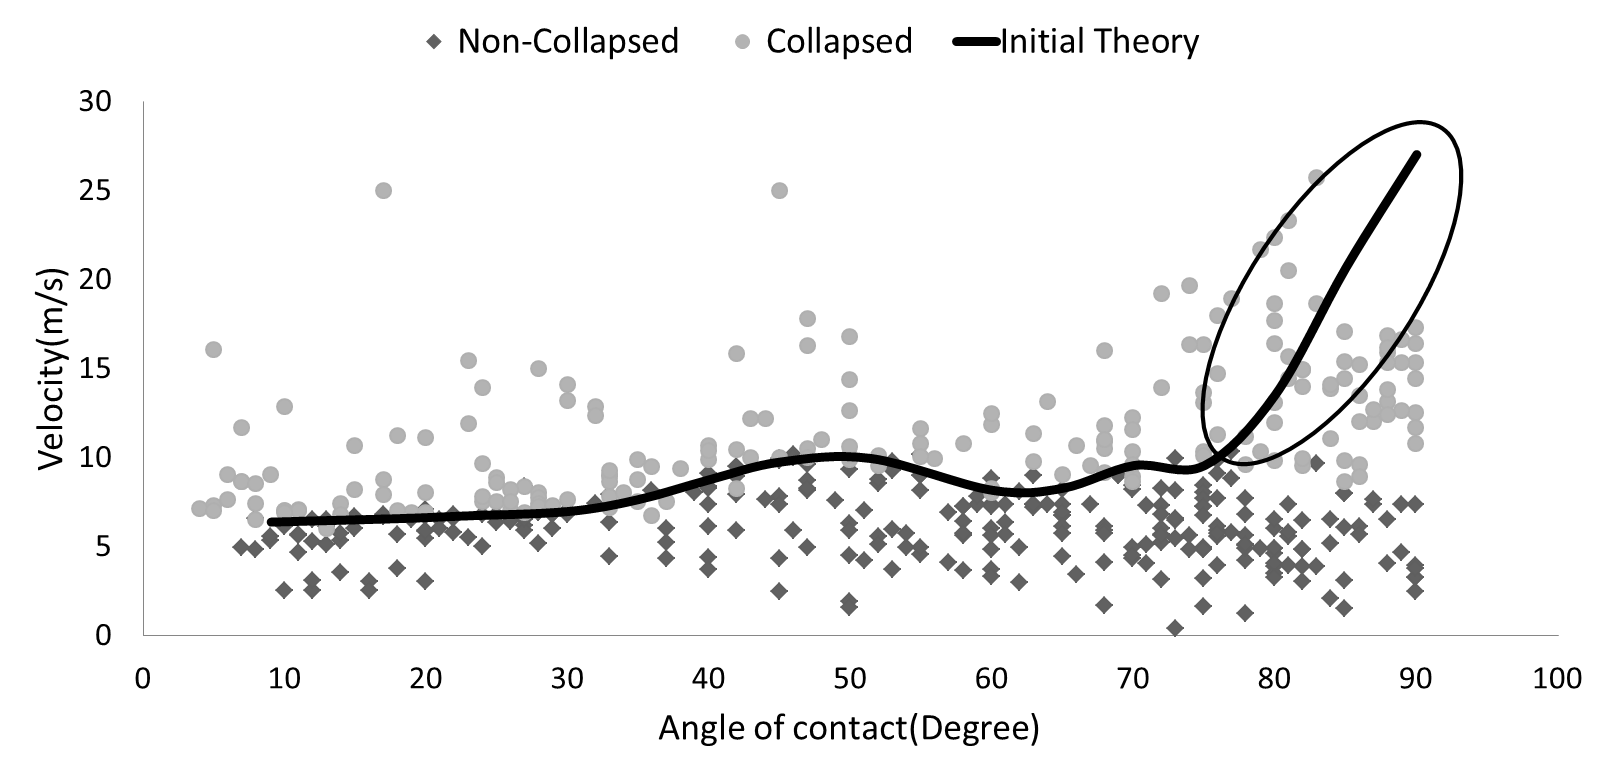 Non-Collapsed Collapsed Initial Theory
30
25
20
15
10
5
0
Velocity(m/s)
0 10 20 30 40 50 60 70 80 90 100
Angle of contact(Degree)